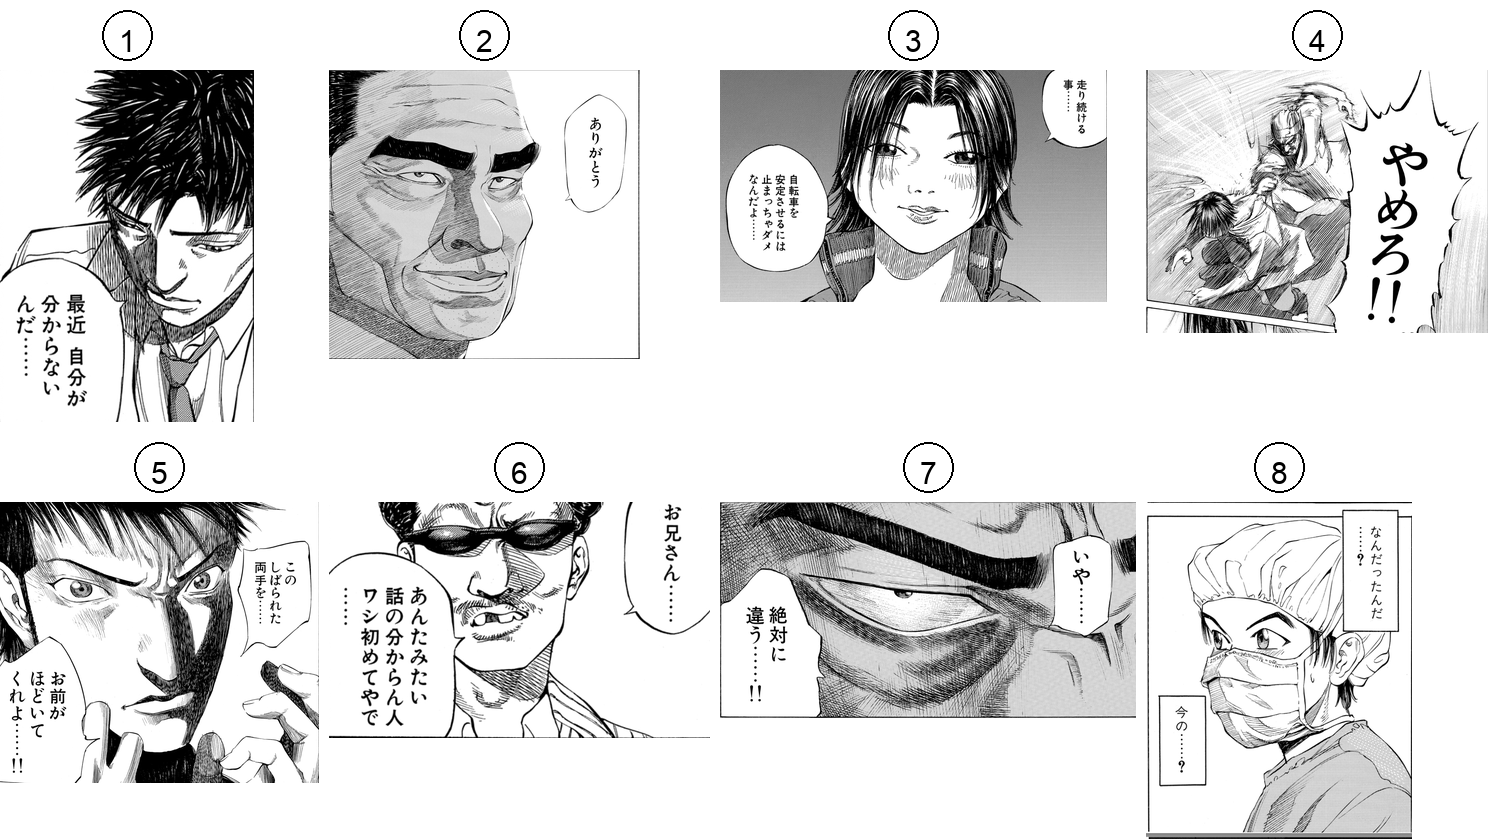 1
最近 自分が
分からない
んだ……
2
ありがとう
3
走り続ける
事……
自転車を
安定させるには
止まっちゃダメ
なんだよ……
4
やめろ!!
5
この
しばられた
両手を……
お前が
ほどいて
くれよ……!!
6
お兄さん……
あんたみたい
話の分からん人
ワシ初めてやで
……
7
いや……
絶対に
違う……!!
8
なんだったんだ
……?
今の……?